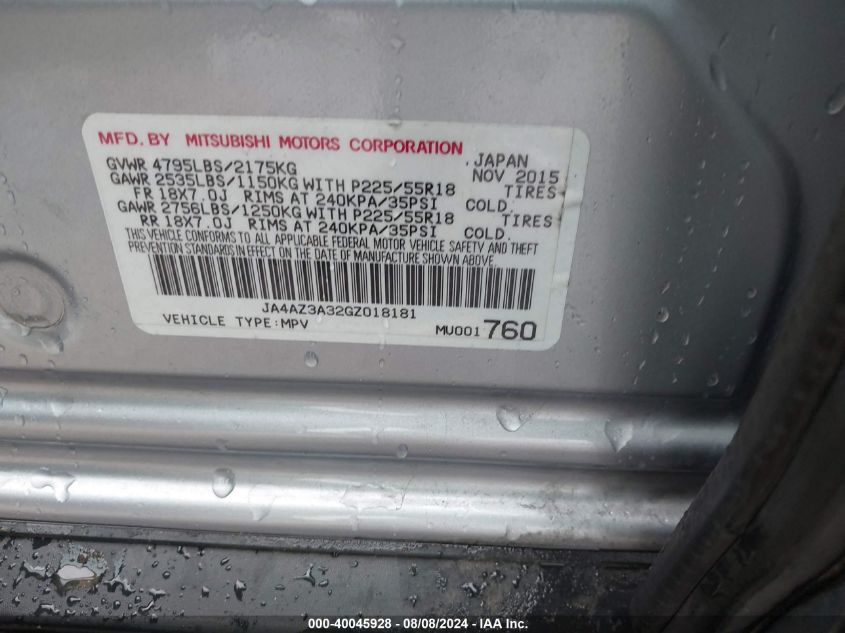 MFD. BY MITSUBISHI MOTORS CORPORATION
JAPAN
GVWR 4795LBS/2175KG NOV 2015
GAWR 2535LBS/1150KG WITH P225/55R18 TIRES
FR 18X7.0J RIMS AT 240KPA/35PSI COLD.
GAWR 2756LBS/1250KG WITH P225/55R18 TIRES
RR 18X7.0J RIMS AT 240KPA/35PSI COLD.
THIS VEHICLE CONFORMS TO ALL APPLICABLE FEDERAL MOTOR VEHICLE SAFETY AND THEFT
PREVENTION STANDARDS IN EFFECT ON THE DATE OF MANUFACTURE SHOWN ABOVE.
JA4AZ3A32GZ018181
VEHICLE TYPE:MPV MU001 760
000-40045928 - 08/08/2024 - IAA Inc.